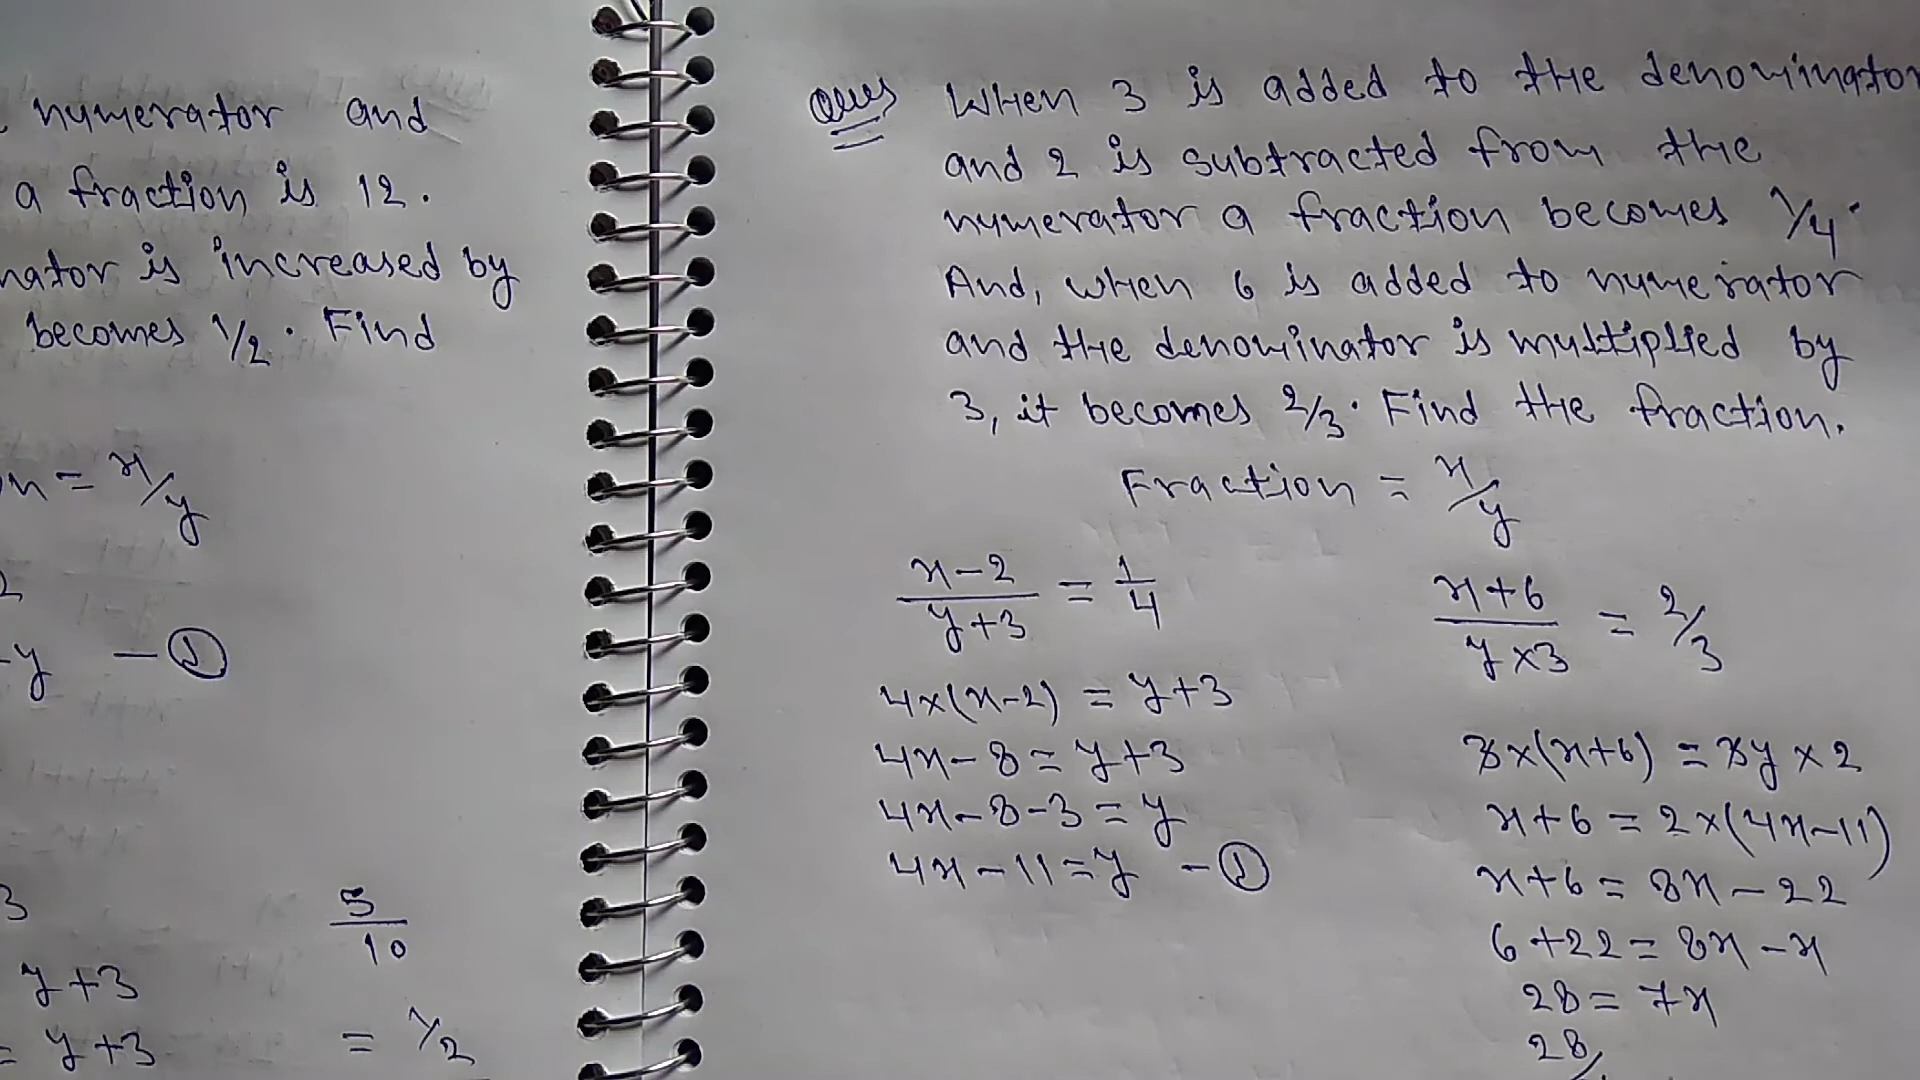 numerator and
a fraction is 12.
nator is increased by
becomes 1/2. Find
n = x/y
2
-y - ①
3
5/10
y+3
= y+3
= 1/2
Ques When 3 is added to the denominator
and 2 is subtracted from the
numerator a fraction becomes 1/4.
And, when 6 is added to numerator
and the denominator is multiplied by
3, it becomes 2/3. Find the fraction.
Fraction = x/y
x-2/y+3 = 1/4
4x(x-2) = y+3
4x-8 = y+3
4x-8-3 = y
4x-11 = y - ①
x+6/y×3 = 2/3
3×(x+6) = 3y×2
x+6 = 2×(4x-11)
x+6 = 8x-22
6+22 = 8x-x
28 = 7x
28/